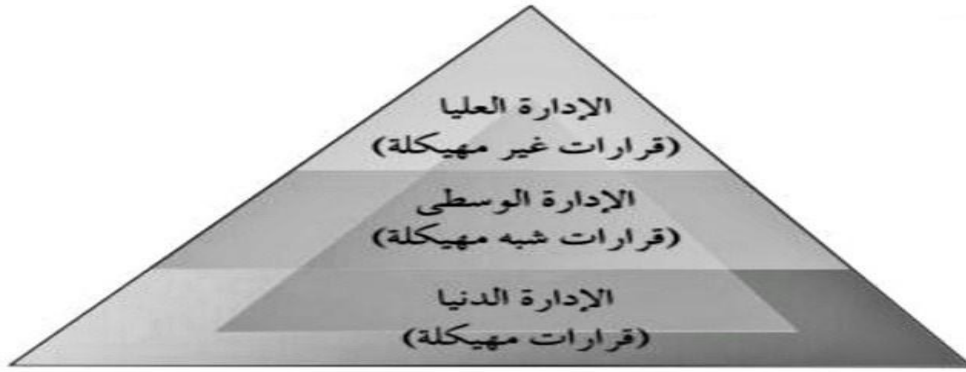 الإدارة العليا
(قرارات غير مهيكلة)
الإدارة الوسطى
(قرارات شبه مهيكلة)
الإدارة الدنيا
(قرارات مهيكلة)